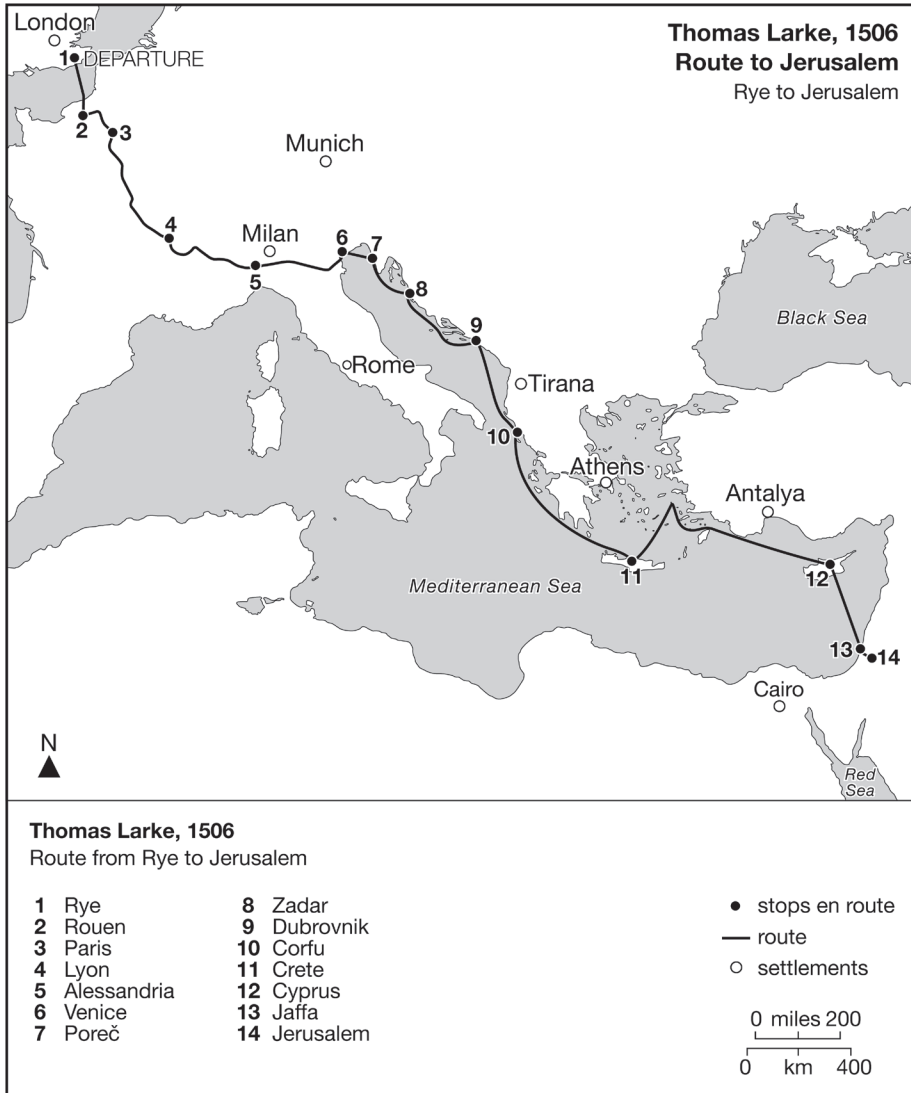 London
Thomas Larke, 1506
Route to Jerusalem
Rye to Jerusalem
1 DEPARTURE
2
3
Munich
4
Milan
5
6
7
8
9
Black Sea
Rome
Tirana
10
Athens
Antalya
11
Mediterranean Sea
12
13
14
Cairo
N
Red
Sea
Thomas Larke, 1506
Route from Rye to Jerusalem
1 Rye
2 Rouen
3 Paris
4 Lyon
5 Alessandria
6 Venice
7 Poreč
8 Zadar
9 Dubrovnik
10 Corfu
11 Crete
12 Cyprus
13 Jaffa
14 Jerusalem
stops en route
route
settlements
0 miles 200
0 km 400